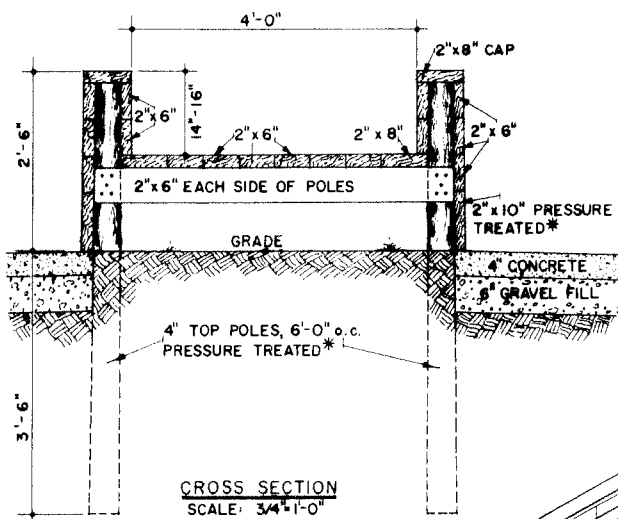 4'-0"
2"x8" CAP
2'-6"
14"-16"
2"x6"
2"x6"
2"x8"
2"x6"
2"x6" EACH SIDE OF POLES
2"x10" PRESSURE
TREATED*
GRADE
4" CONCRETE
6" GRAVEL FILL
4" TOP POLES, 6'-0" o.c.
PRESSURE TREATED*
3'-6"
CROSS SECTION
SCALE: 3/4"=1'-0"